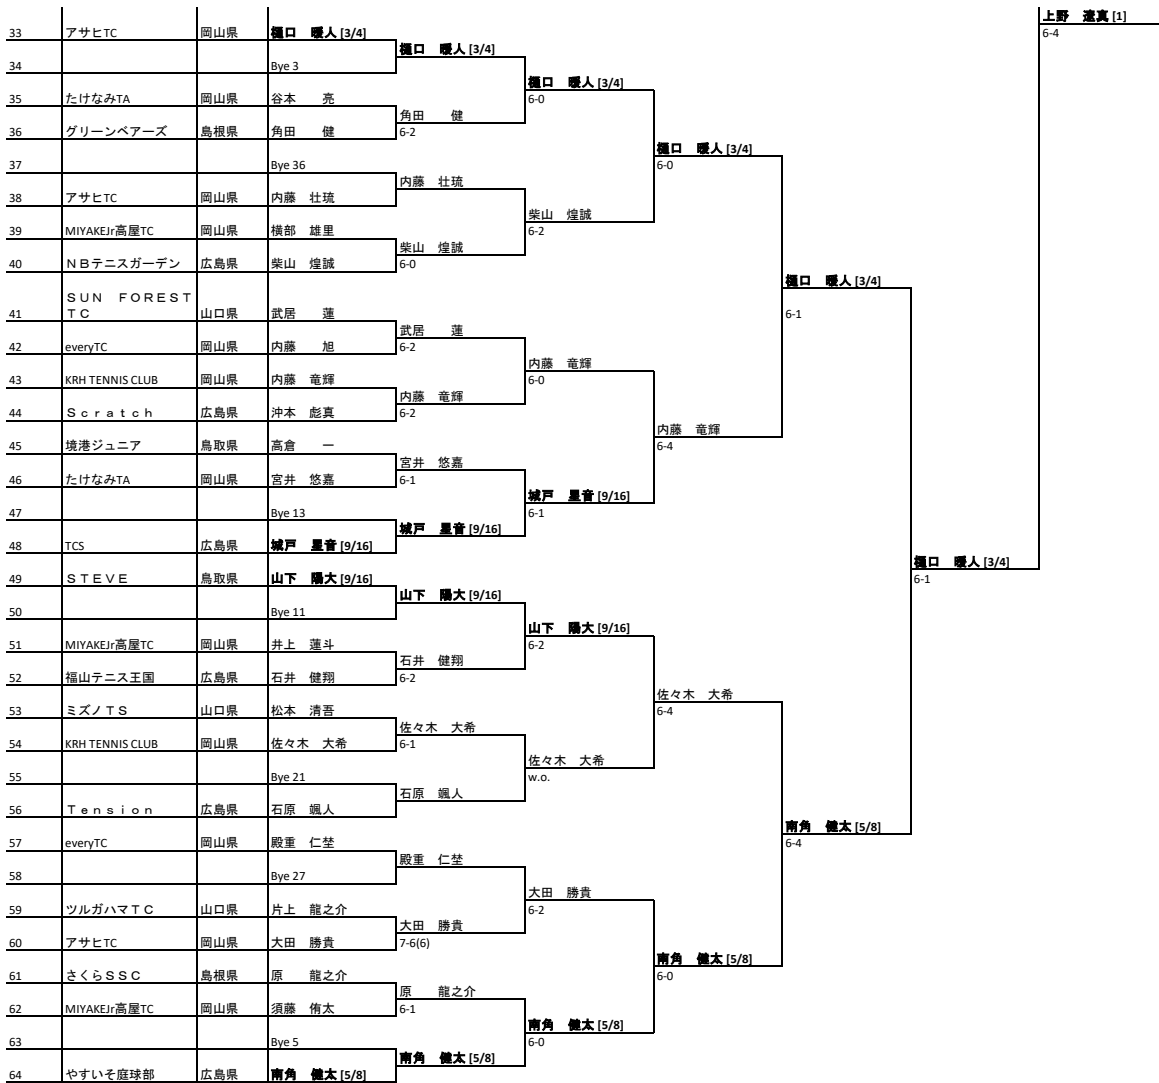 上野　遼真 [1]
6-4
33 アサヒTC 岡山県 樋口　暖人 [3/4]
樋口　暖人 [3/4]
34 Bye 3
樋口　暖人 [3/4]
35 たけなみTA 岡山県 谷本　　亮
6-0
角田　　健
36 グリーンベアーズ 島根県 角田　　健
6-2
樋口　暖人 [3/4]
37 Bye 36
6-0
内藤　壮琉
38 アサヒTC 岡山県 内藤　壮琉
柴山　煌誠
39 MIYAKEJr高屋TC 岡山県 横部　雄里
6-2
柴山　煌誠
40 ＮＢテニスガーデン 広島県 柴山　煌誠
6-0
樋口　暖人 [3/4]
6-1
ＳＵＮ　ＦＯＲＥＳＴ
41 ＴＣ 山口県 武居　　蓮
武居　　蓮
42 everyTC 岡山県 内藤　　旭
6-2
内藤　竜輝
43 KRH TENNIS CLUB 岡山県 内藤　竜輝
6-0
内藤　竜輝
44 Ｓｃｒａｔｃｈ 広島県 沖本　彪真
6-2
内藤　竜輝
45 境港ジュニア 鳥取県 高倉　　一
6-4
宮井　悠嘉
46 たけなみTA 岡山県 宮井　悠嘉
6-1
城戸　星音 [9/16]
47 Bye 13
6-1
城戸　星音 [9/16]
48 TCS 広島県 城戸　星音 [9/16]
樋口　暖人 [3/4]
6-1
49 ＳＴＥＶＥ 鳥取県 山下　陽大 [9/16]
山下　陽大 [9/16]
50 Bye 11
山下　陽大 [9/16]
51 MIYAKEJr高屋TC 岡山県 井上　蓮斗
6-2
石井　健翔
52 福山テニス王国 広島県 石井　健翔
6-2
佐々木　大希
53 ミズノＴＳ 山口県 松本　清吾
6-4
佐々木　大希
54 KRH TENNIS CLUB 岡山県 佐々木　大希
6-1
佐々木　大希
55 Bye 21
w.o.
石原　颯人
56 Ｔｅｎｓｉｏｎ 広島県 石原　颯人
南角　健太 [5/8]
57 everyTC 岡山県 殿重　仁埜
6-4
殿重　仁埜
58 Bye 27
大田　勝貴
59 ツルガハマＴＣ 山口県 片上　龍之介
6-2
大田　勝貴
60 アサヒTC 岡山県 大田　勝貴
7-6(6)
南角　健太 [5/8]
61 さくらＳＳＣ 島根県 原　　龍之介
6-0
原　　龍之介
62 MIYAKEJr高屋TC 岡山県 須藤　侑太
6-1
南角　健太 [5/8]
63 Bye 5
6-0
南角　健太 [5/8]
64 やすいそ庭球部 広島県 南角　健太 [5/8]